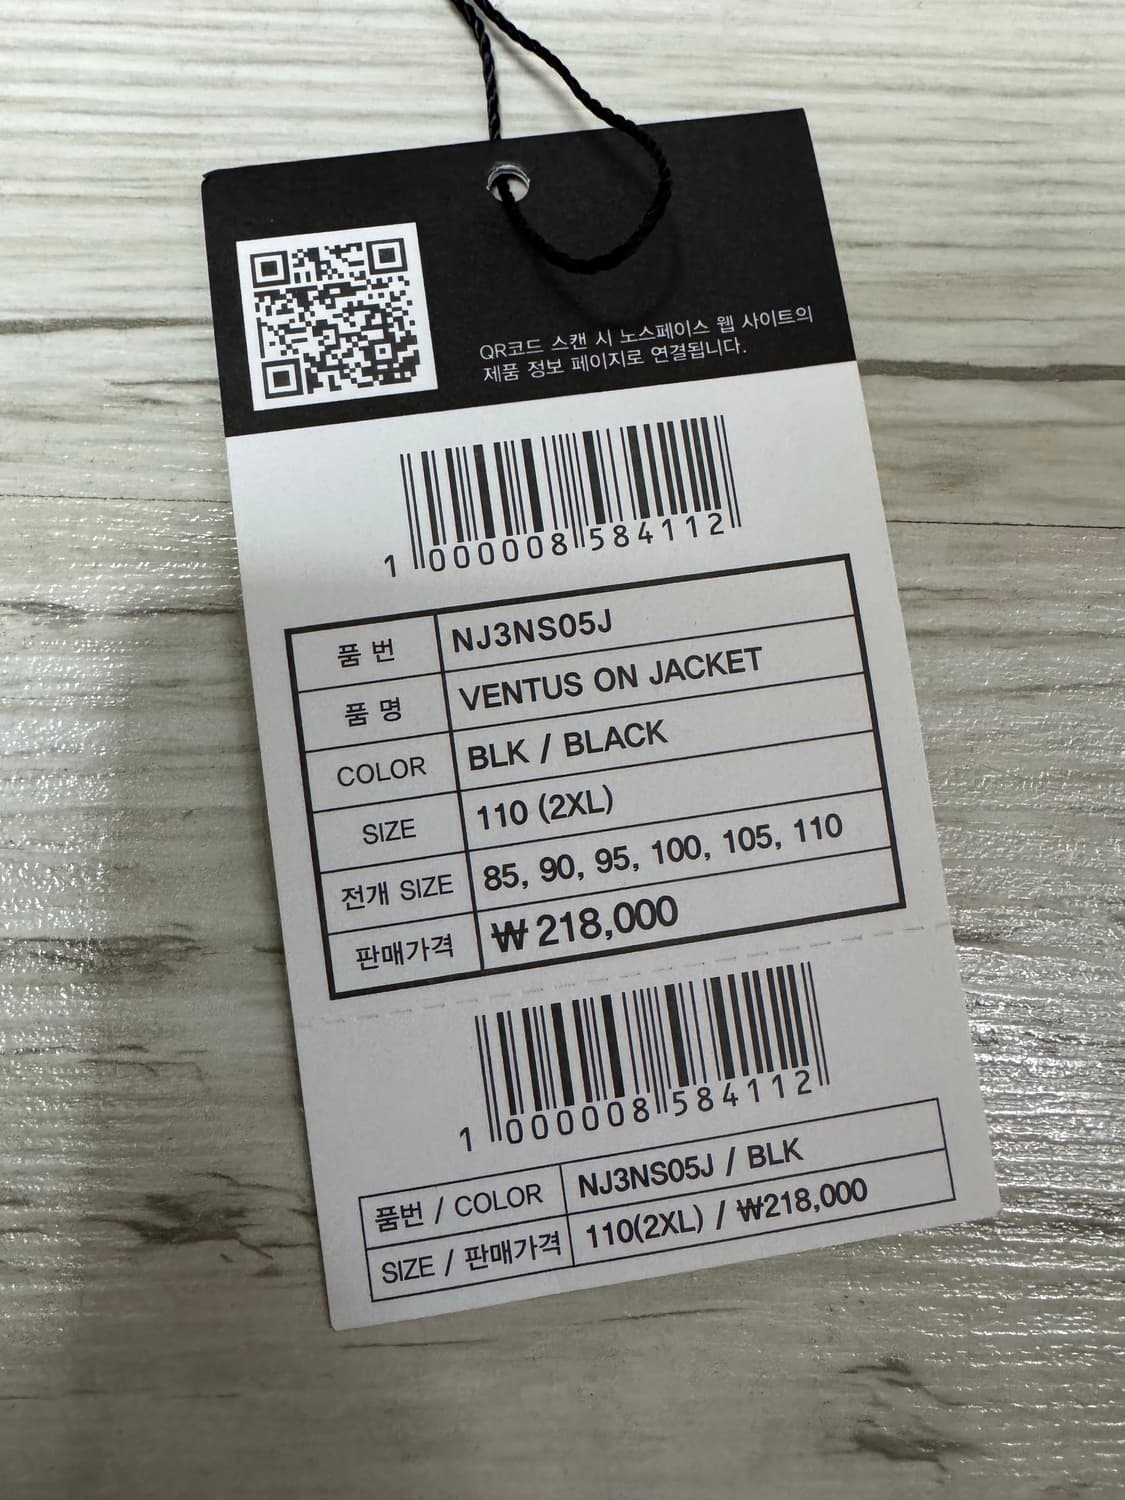 QR코드 스캔 시 노스페이스 웹 사이트의
제품 정보 페이지로 연결됩니다.
1 000008 584112
품 번 NJ3NS05J
품 명 VENTUS ON JACKET
COLOR BLK / BLACK
SIZE 110 (2XL)
전개 SIZE 85, 90, 95, 100, 105, 110
판매가격 ₩ 218,000
1 000008 584112
품번 / COLOR NJ3NS05J / BLK
SIZE / 판매가격 110(2XL) / ₩218,000